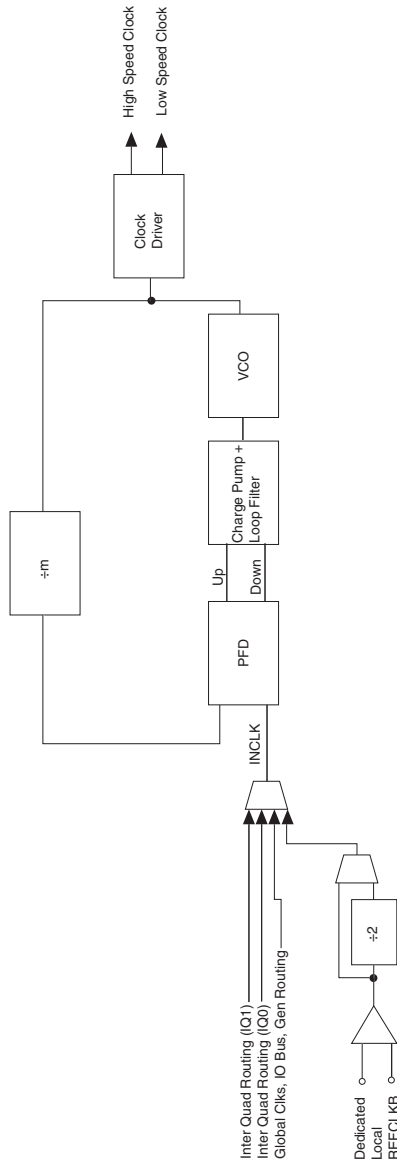 High Speed Clock
Low Speed Clock
Clock
Driver
÷m
VCO
Charge Pump +
Loop Filter
Up
Down
PFD
INCLK
Inter Quad Routing (IQ1)
Inter Quad Routing (IQ0)
Global Clks, IO Bus, Gen Routing
÷2
Dedicated
Local
REFCLKB